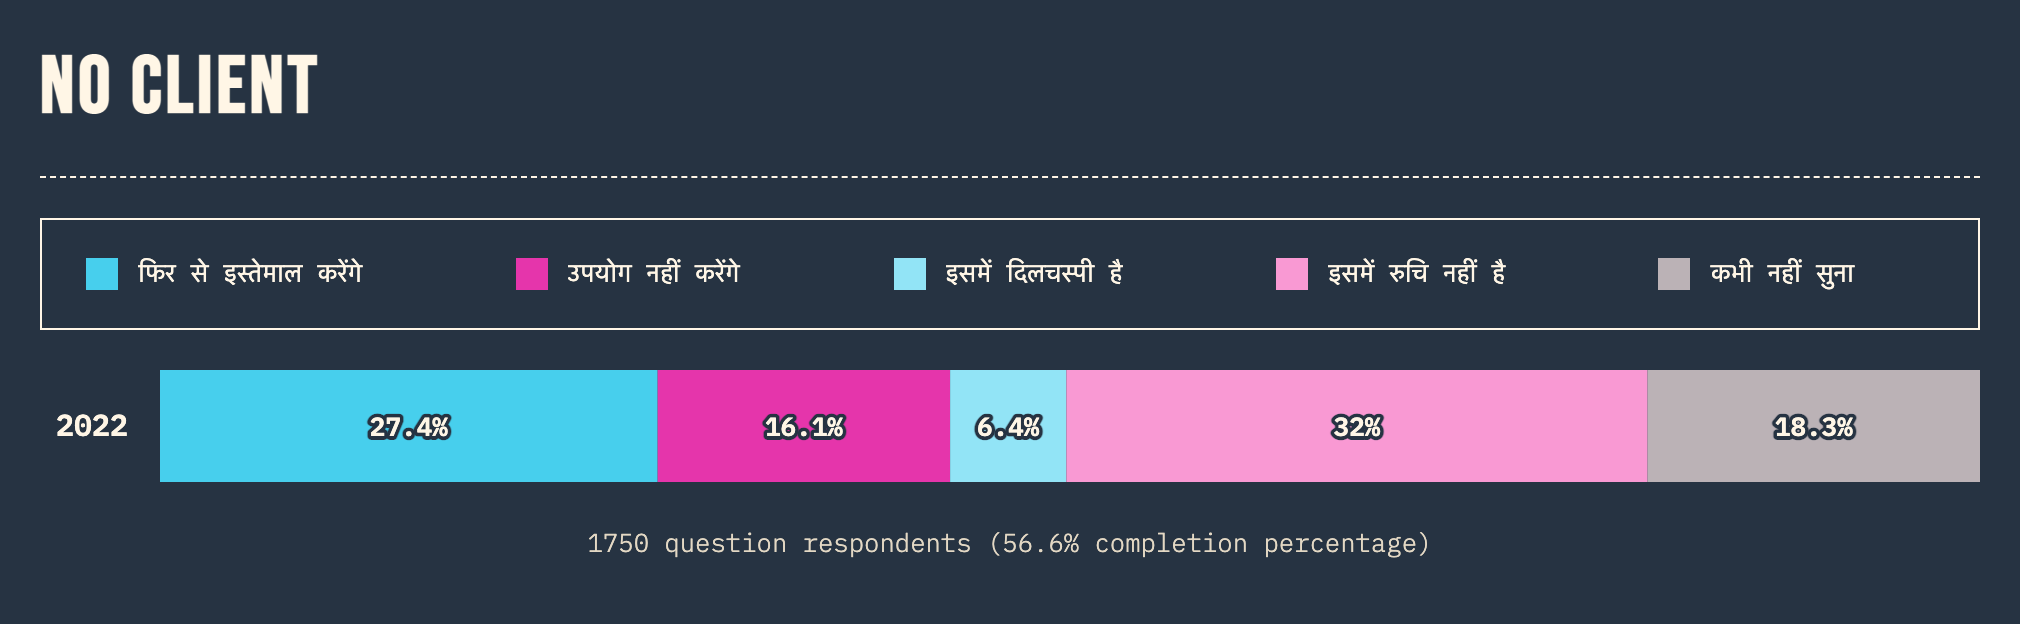 NO CLIENT
फिर से इस्तेमाल करेंगे उपयोग नहीं करेंगे इसमें दिलचस्पी है इसमें रुचि नहीं है कभी नहीं सुना
2022 27.4% 16.1% 6.4% 32% 18.3%
1750 question respondents (56.6% completion percentage)